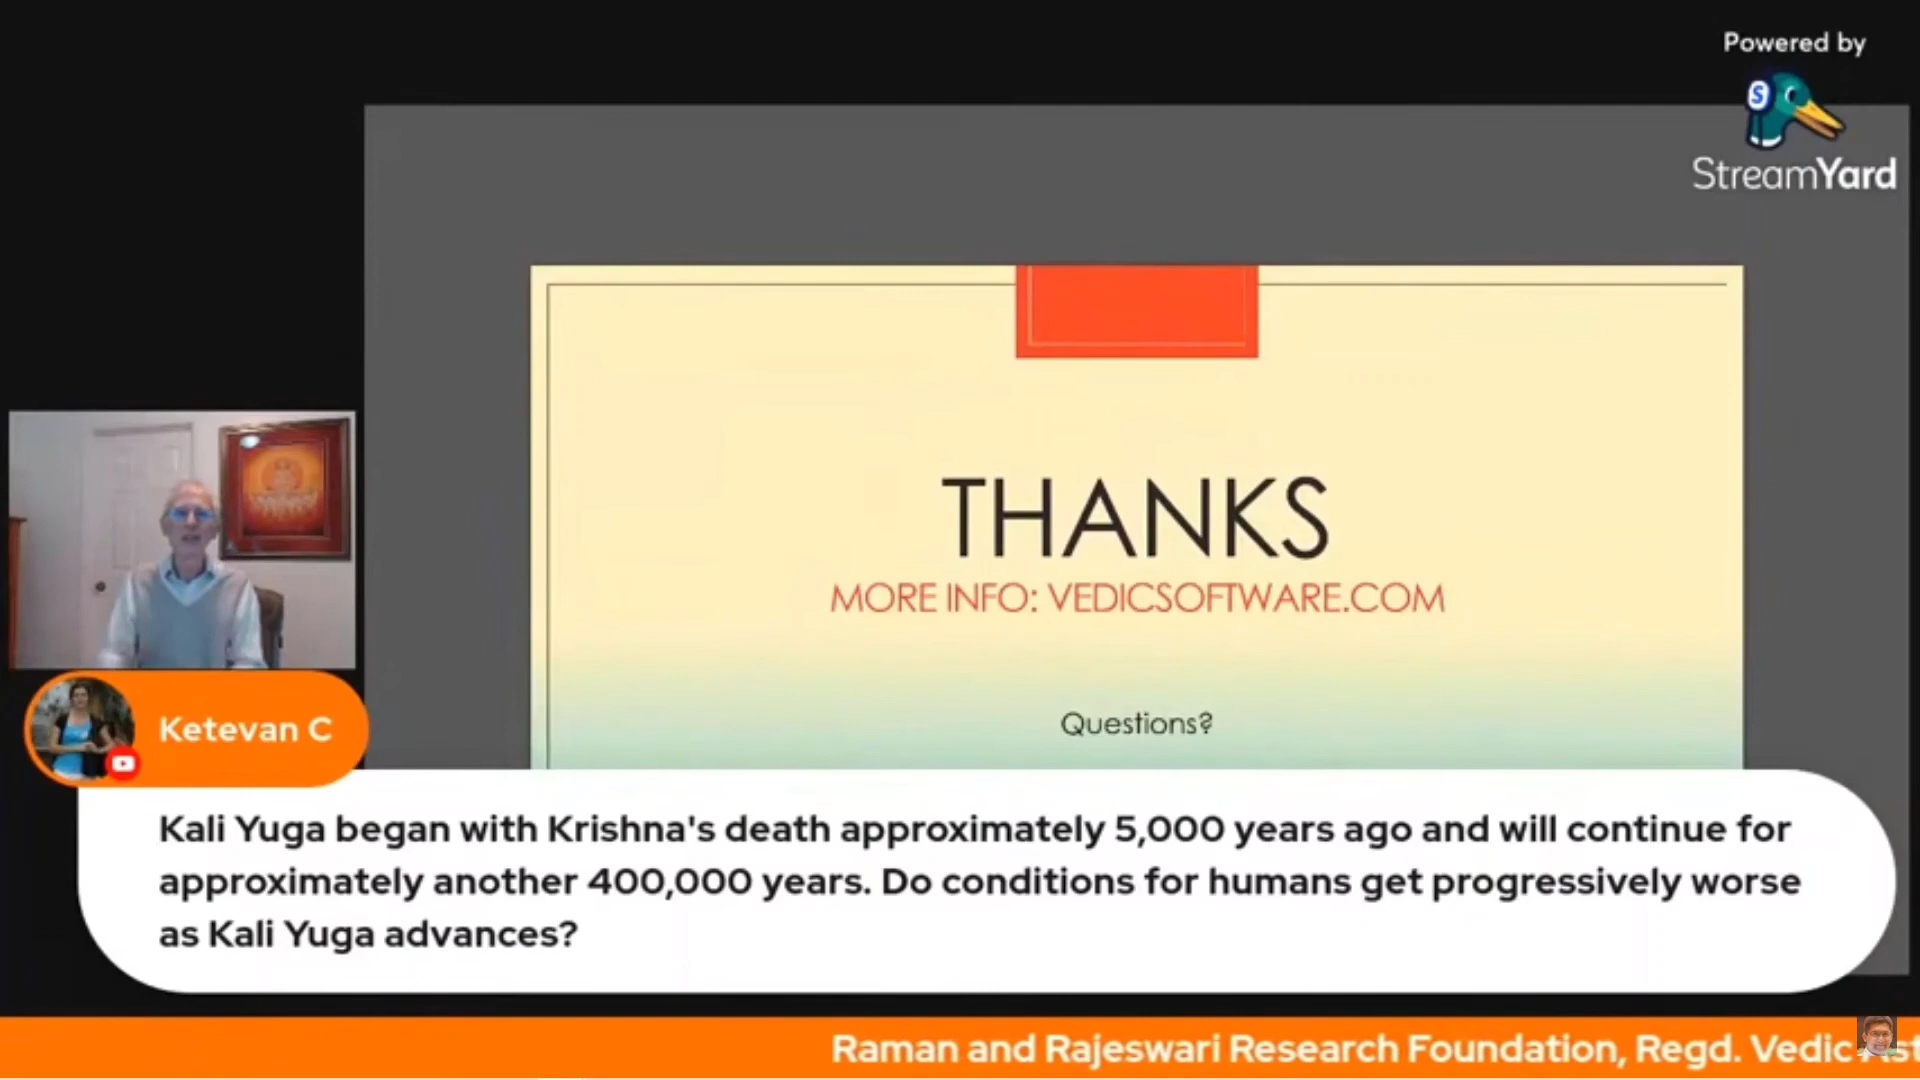 Powered by
StreamYard
THANKS
MORE INFO: VEDICSOFTWARE.COM
Questions?
Ketevan C
Kali Yuga began with Krishna's death approximately 5,000 years ago and will continue for
approximately another 400,000 years. Do conditions for humans get progressively worse
as Kali Yuga advances?
Raman and Rajeswari Research Foundation, Regd. Vedic